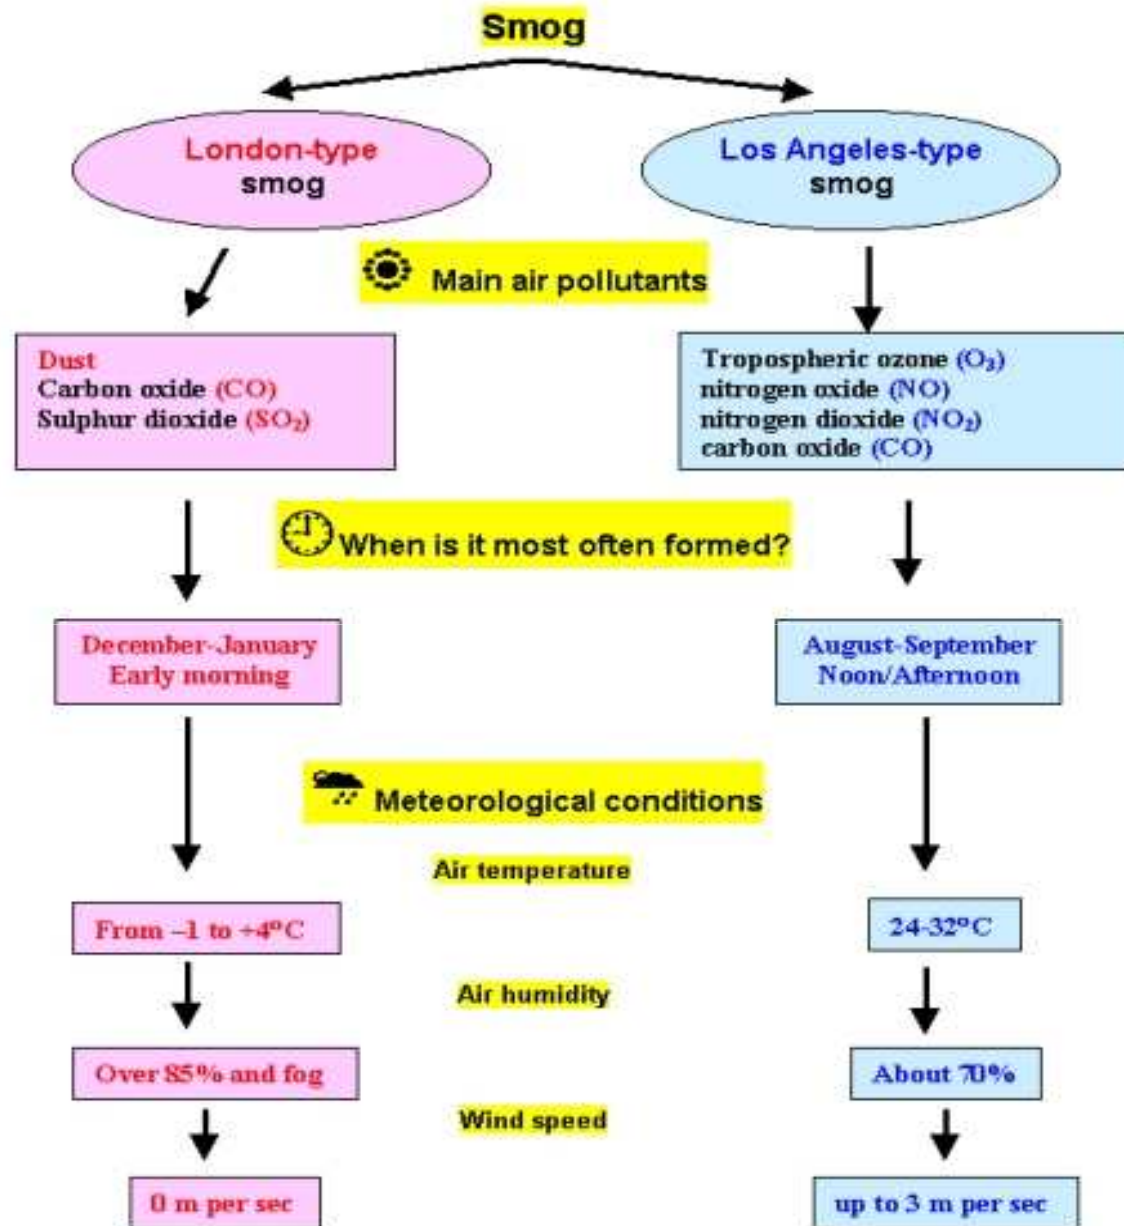 Smog
London-type
smog
Los Angeles-type
smog
Main air pollutants
Dust
Carbon oxide (CO)
Sulphur dioxide (SO₂)
Tropospheric ozone (O₃)
nitrogen oxide (NO)
nitrogen dioxide (NO₂)
carbon oxide (CO)
When is it most often formed?
December-January
Early morning
August-September
Noon/Afternoon
Meteorological conditions
Air temperature
From –1 to +4°C
24-32°C
Air humidity
Over 85% and fog
About 70%
Wind speed
0 m per sec
up to 3 m per sec